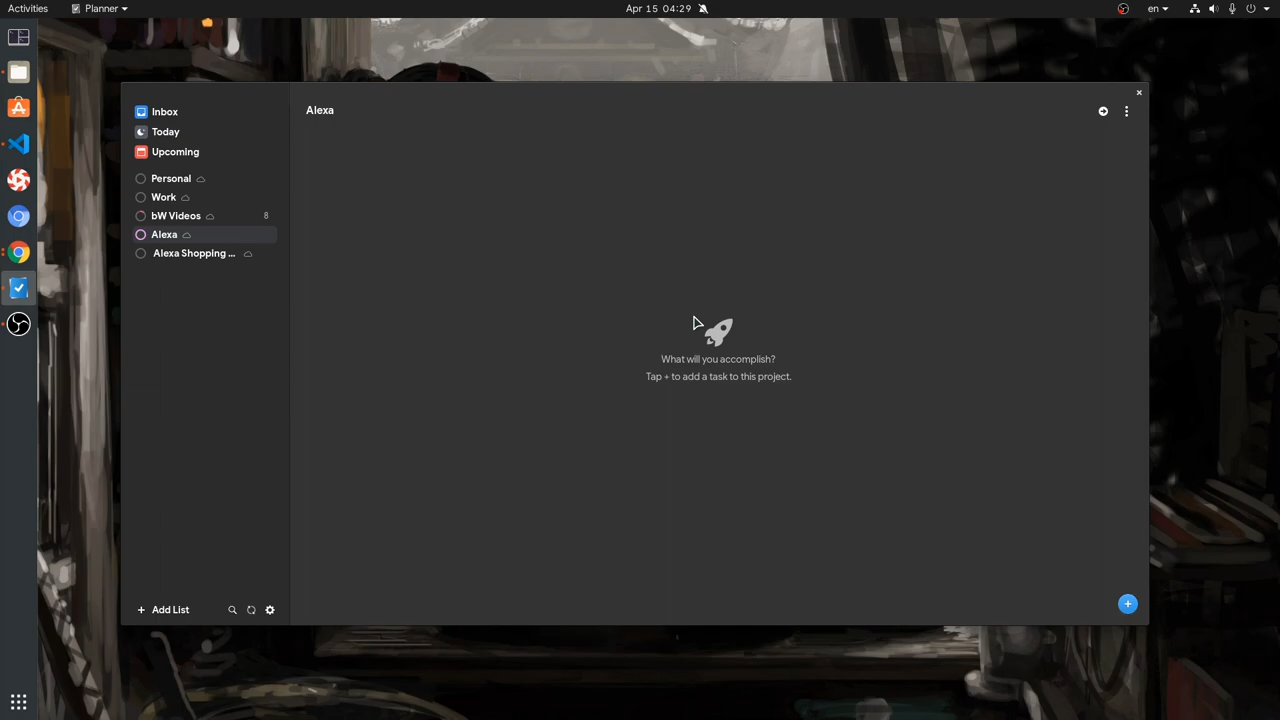 Activities
Planner
Apr 15 04:29
en
Inbox
Today
Upcoming
Personal
Work
bW Videos
8
Alexa
Alexa Shopping ...
+ Add List
Alexa
What will you accomplish?
Tap + to add a task to this project.